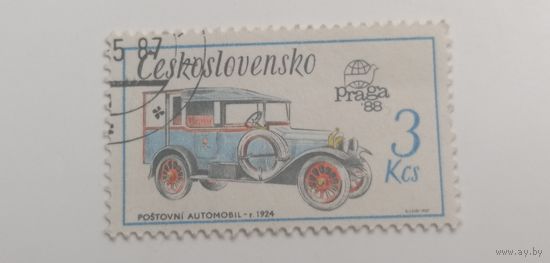 5 87
Československo
praga
'88
3
Kčs
POŠTOVNÍ AUTOMOBIL - r. 1924
www.ay.by